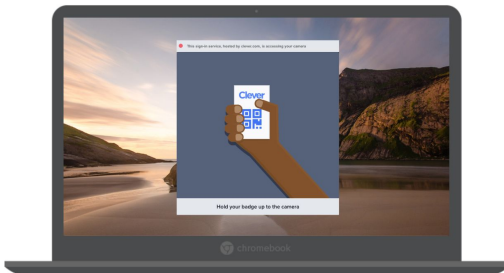 This sign-in service, hosted by clever.com, is accessing your camera
Clever
Hold your badge up to the camera
chromebook